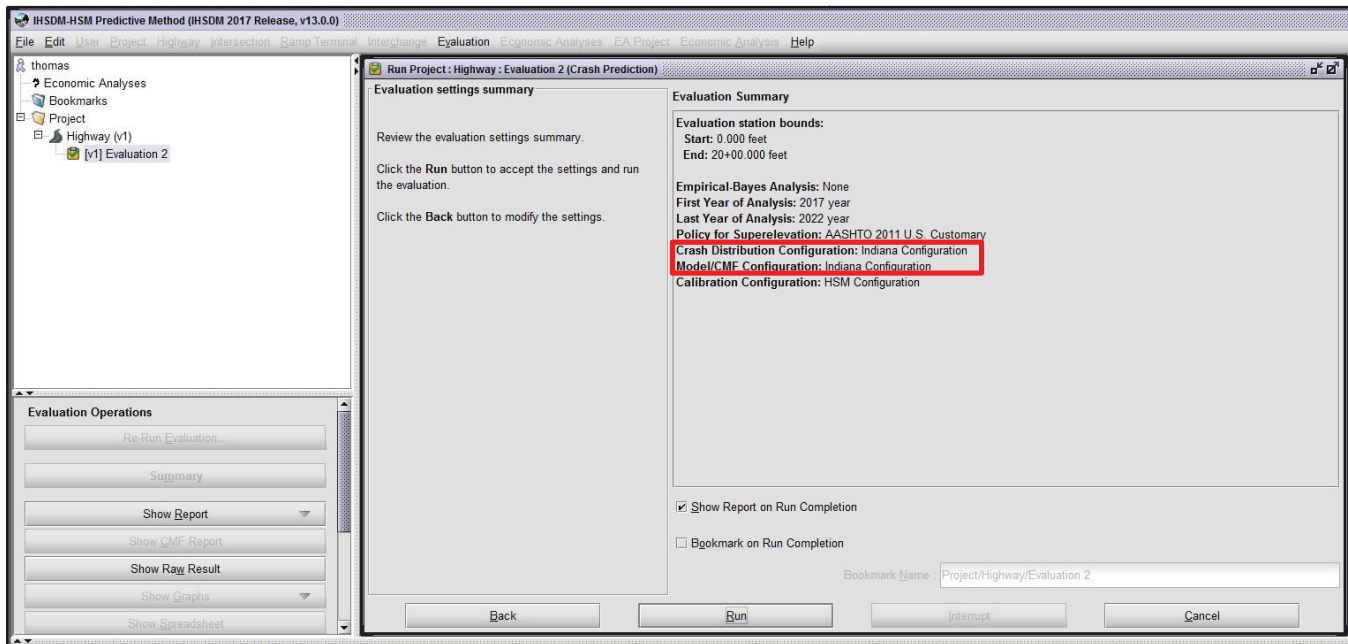 IHSDM-HSM Predictive Method (IHSDM 2017 Release, v13.0.0)
File Edit User Project Highway Intersection Ramp Terminal Interchange Evaluation Economic Analyses EA Project Economic Analysis Help
thomas
Economic Analyses
Bookmarks
Project
Highway (v1)
[v1] Evaluation 2
Evaluation Operations
Re-Run Evaluation...
Summary
Show Report
Show CMF Report
Show Raw Result
Show Graphs
Show Spreadsheet
Run Project : Highway : Evaluation 2 (Crash Prediction)
Evaluation settings summary
Review the evaluation settings summary.
Click the Run button to accept the settings and run
the evaluation.
Click the Back button to modify the settings.
Evaluation Summary
Evaluation station bounds:
Start: 0.000 feet
End: 20+00.000 feet
Empirical-Bayes Analysis: None
First Year of Analysis: 2017 year
Last Year of Analysis: 2022 year
Policy for Superelevation: AASHTO 2011 U.S. Customary
Crash Distribution Configuration: Indiana Configuration
Model/CMF Configuration: Indiana Configuration
Calibration Configuration: HSM Configuration
Show Report on Run Completion
Bookmark on Run Completion
Bookmark Name : Project/Highway/Evaluation 2
Back Run Interrupt Cancel